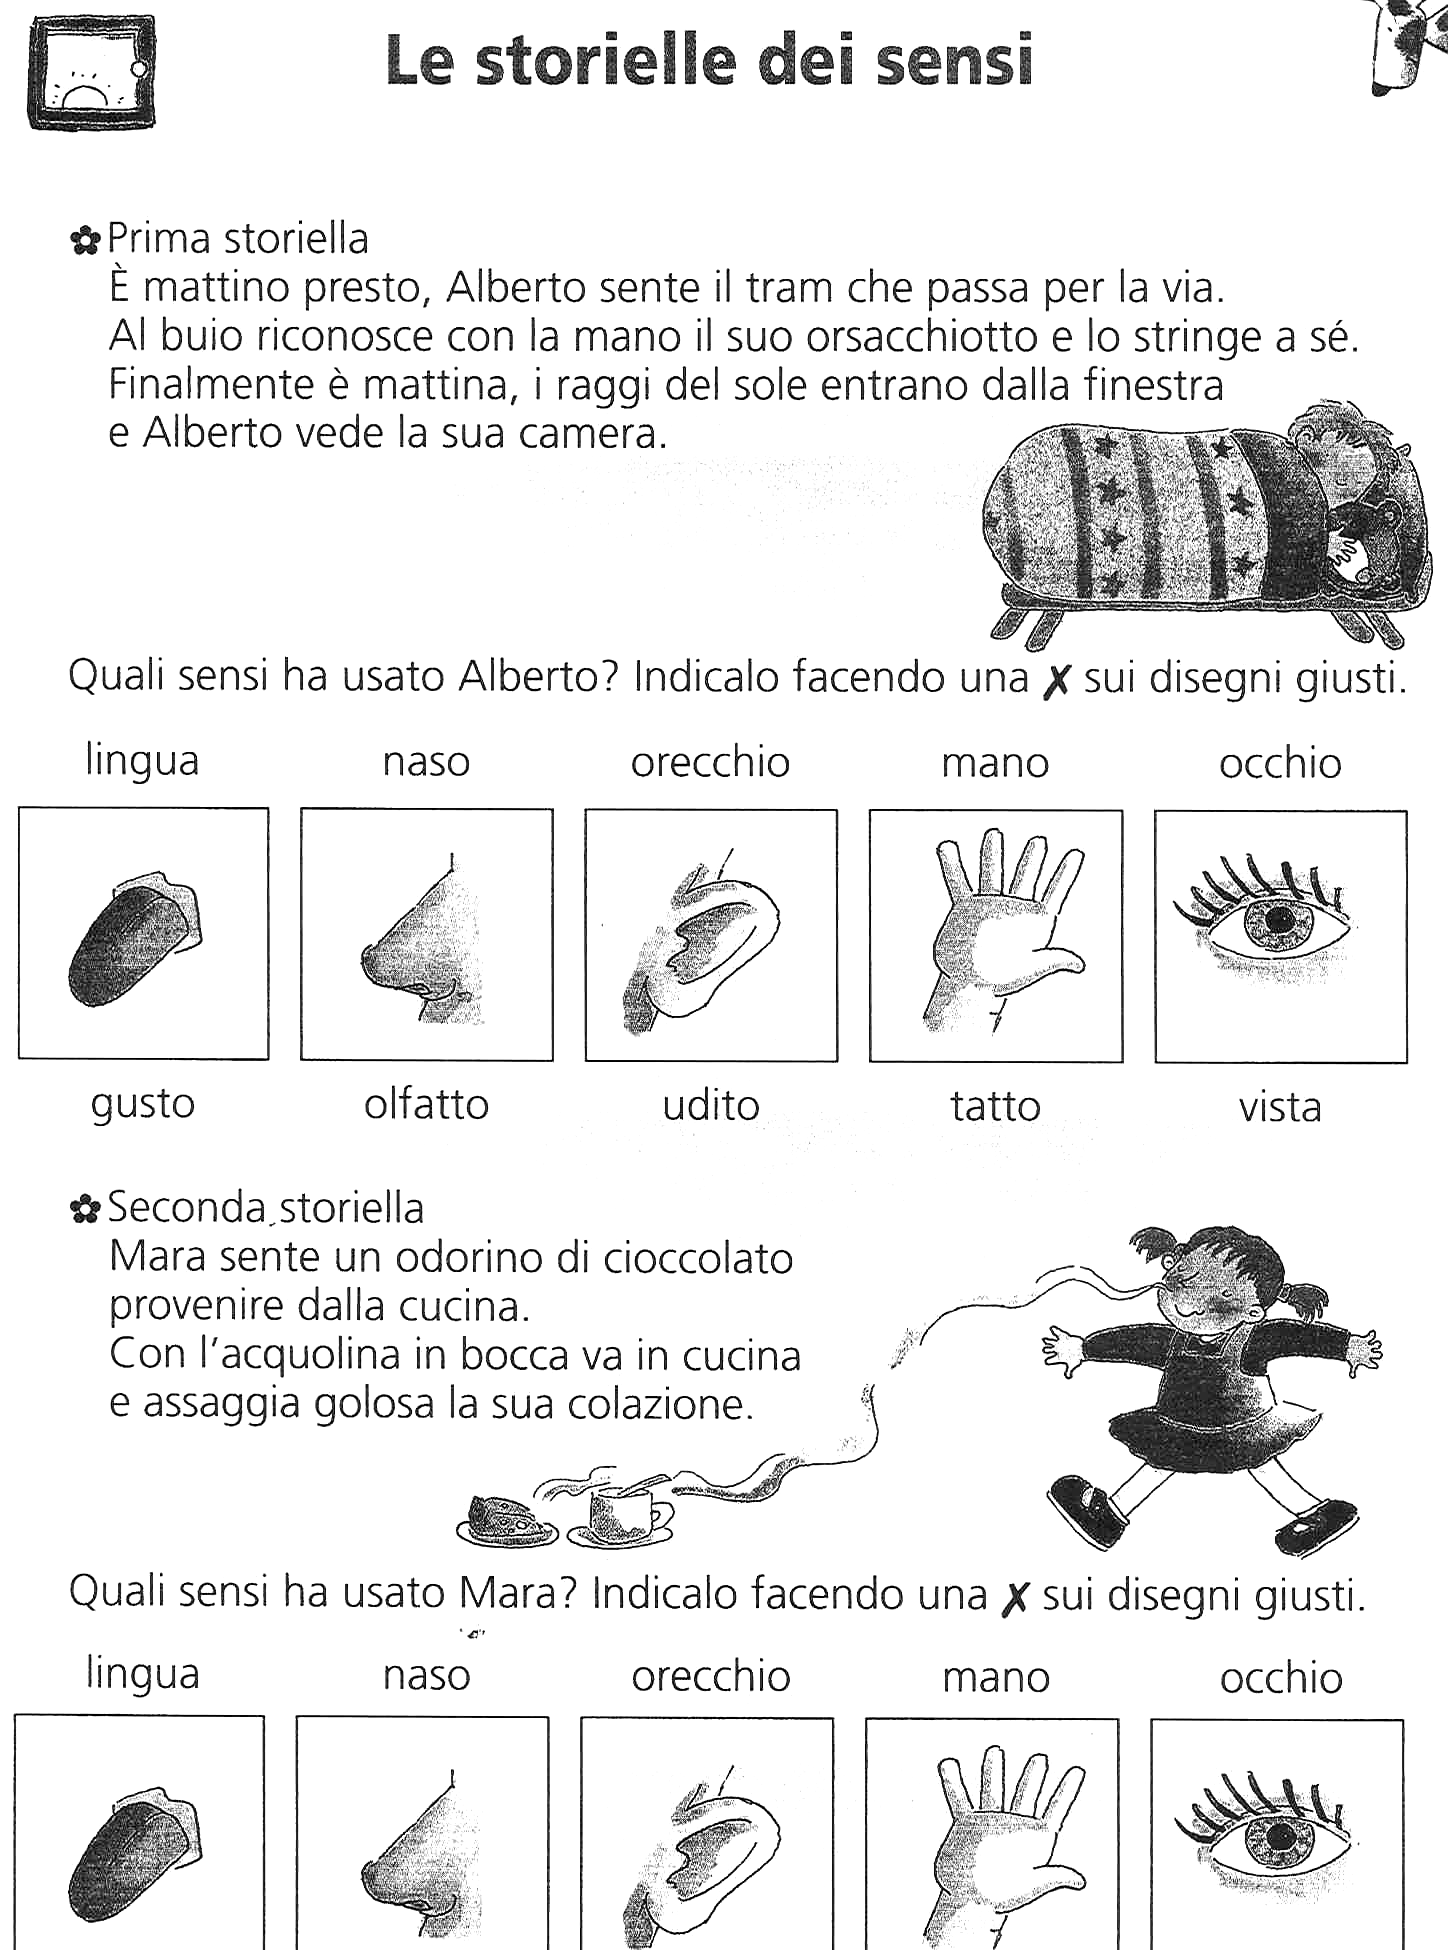 Le storielle dei sensi
Prima storiella
È mattino presto, Alberto sente il tram che passa per la via.
Al buio riconosce con la mano il suo orsacchiotto e lo stringe a sé.
Finalmente è mattina, i raggi del sole entrano dalla finestra
e Alberto vede la sua camera.
Quali sensi ha usato Alberto? Indicalo facendo una ✗ sui disegni giusti.
lingua naso orecchio mano occhio
gusto olfatto udito tatto vista
Seconda storiella
Mara sente un odorino di cioccolato
provenire dalla cucina.
Con l'acquolina in bocca va in cucina
e assaggia golosa la sua colazione.
Quali sensi ha usato Mara? Indicalo facendo una ✗ sui disegni giusti.
lingua naso orecchio mano occhio